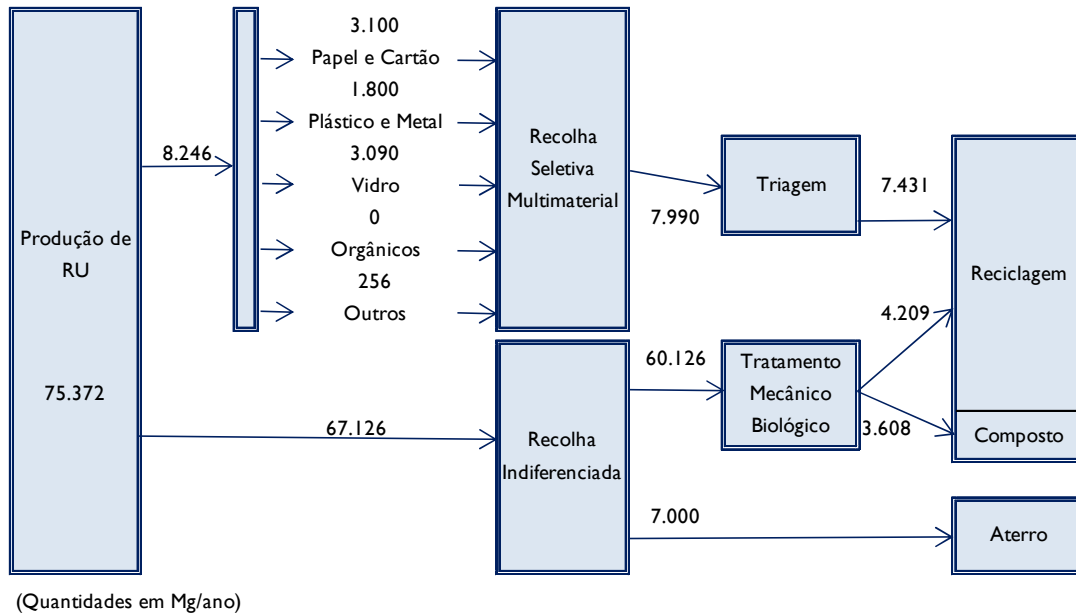 Produção de
RU
75.372
8.246
3.100
Papel e Cartão
1.800
Plástico e Metal
3.090
Vidro
0
Orgânicos
256
Outros
Recolha
Seletiva
Multimaterial
7.990
Triagem
7.431
Reciclagem
4.209
3.608
Composto
67.126
Recolha
Indiferenciada
60.126
Tratamento
Mecânico
Biológico
7.000
Aterro
(Quantidades em Mg/ano)